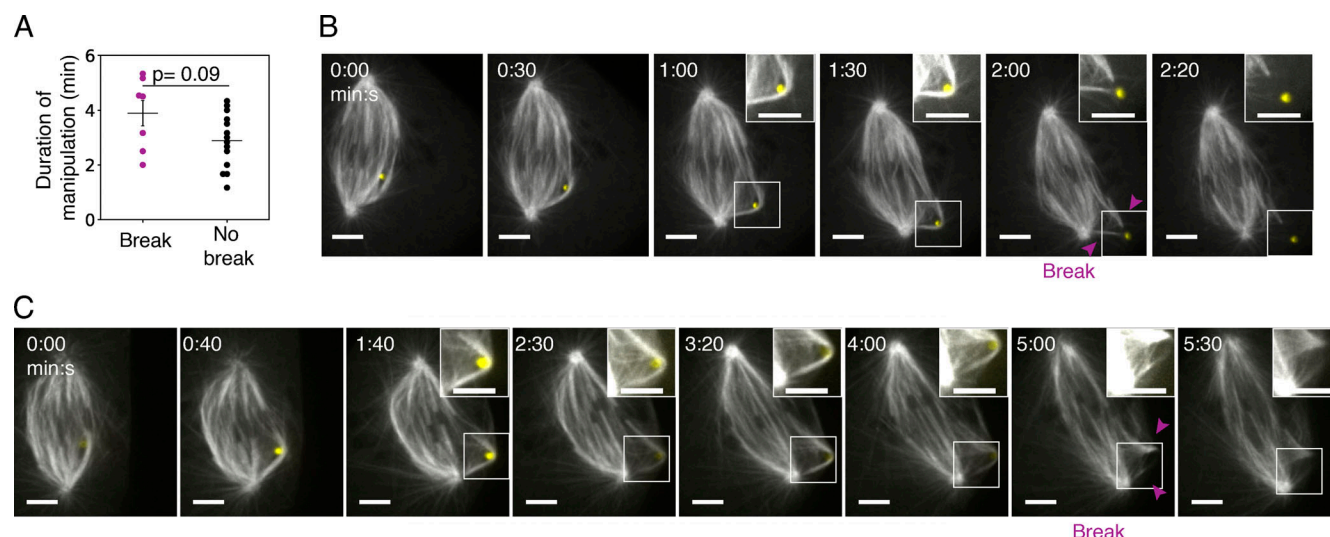 A
Duration of
manipulation (min)
6
4
2
0
p= 0.09
Break
No
break
B
0:00
min:s
0:30
1:00
1:30
2:00
2:20
Break
C
0:00
min:s
0:40
1:40
2:30
3:20
4:00
5:00
5:30
Break